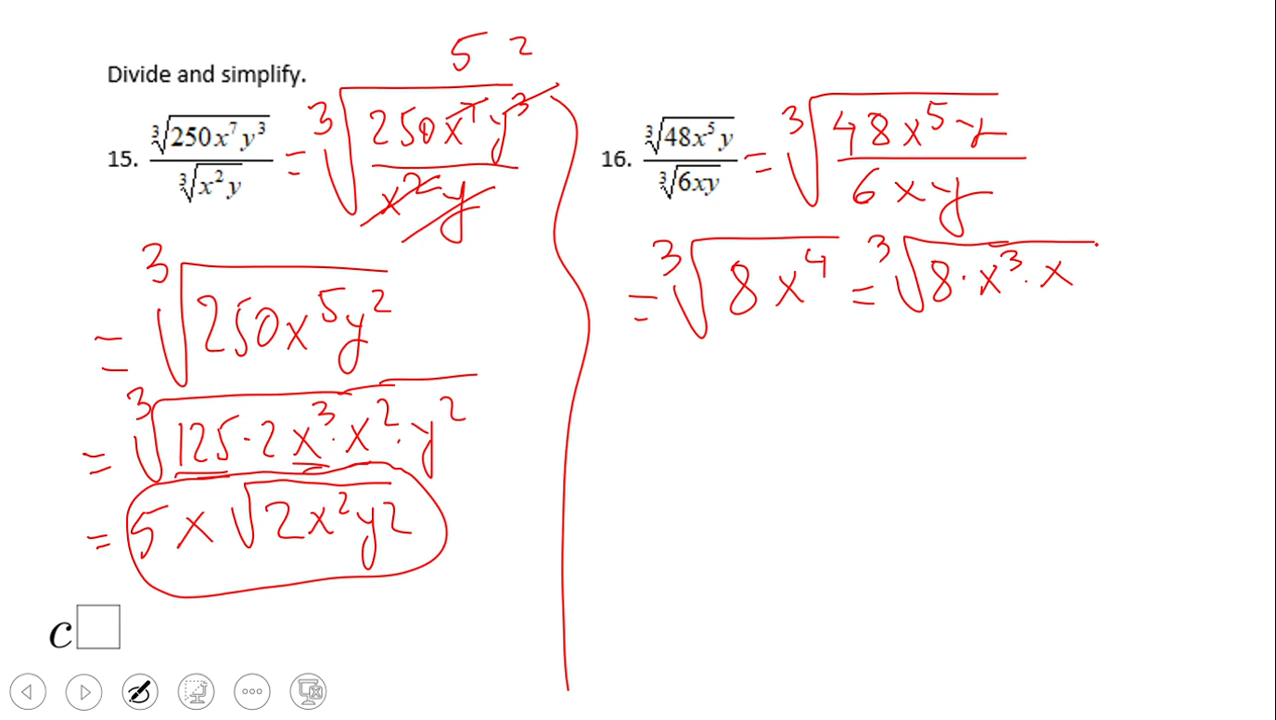 Divide and simplify.
15. ∛(250x⁷y³) / ∛(x²y) = ∛(250x⁷y³ / x²y) 5 2
= ∛(250x⁵y²)
= ∛(125·2x³·x²·y²)
= 5x√(2x²y²)
16. ∛(48x⁵y) / ∛(6xy) = ∛(48x⁵y / 6xy)
= ∛(8x⁴) = ∛(8·x³·x)
c